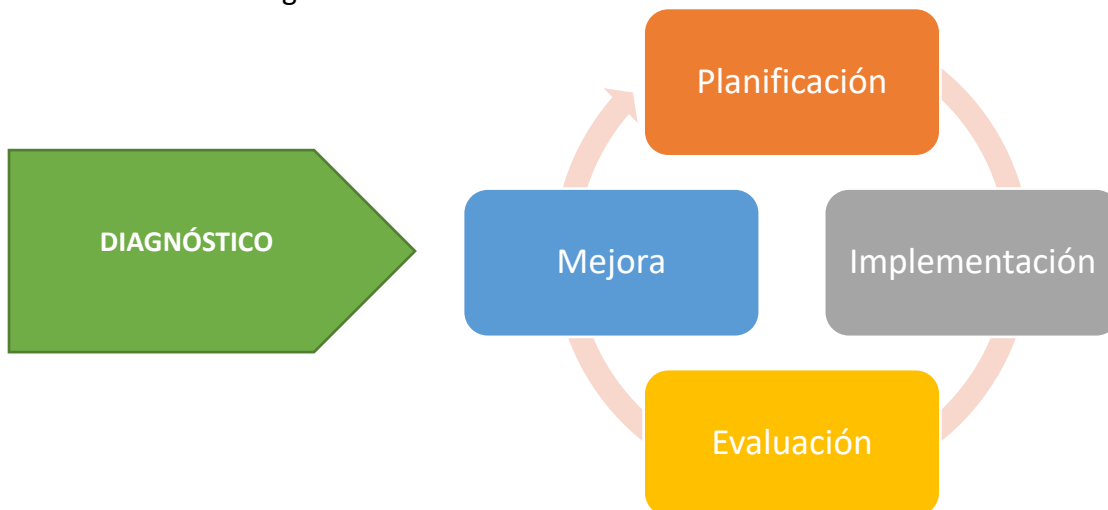 Planificación
DIAGNÓSTICO
Mejora
Implementación
Evaluación